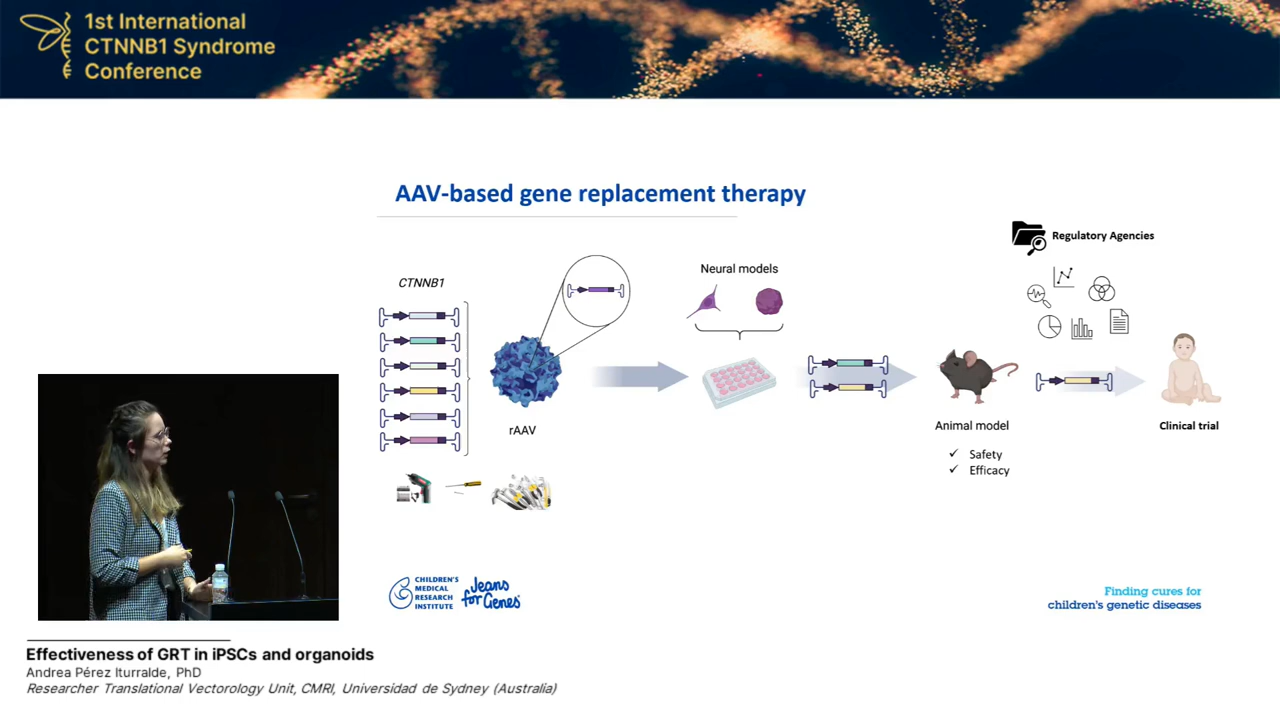 1st International
CTNNB1 Syndrome
Conference
AAV-based gene replacement therapy
CTNNB1
rAAV
Neural models
Animal model
✓ Safety
✓ Efficacy
Regulatory Agencies
Clinical trial
CHILDREN'S
MEDICAL
RESEARCH
INSTITUTE
Jeans
for Genes®
Finding cures for
children's genetic diseases
Effectiveness of GRT in iPSCs and organoids
Andrea Pérez Iturralde, PhD
Researcher Translational Vectorology Unit, CMRI, Universidad de Sydney (Australia)